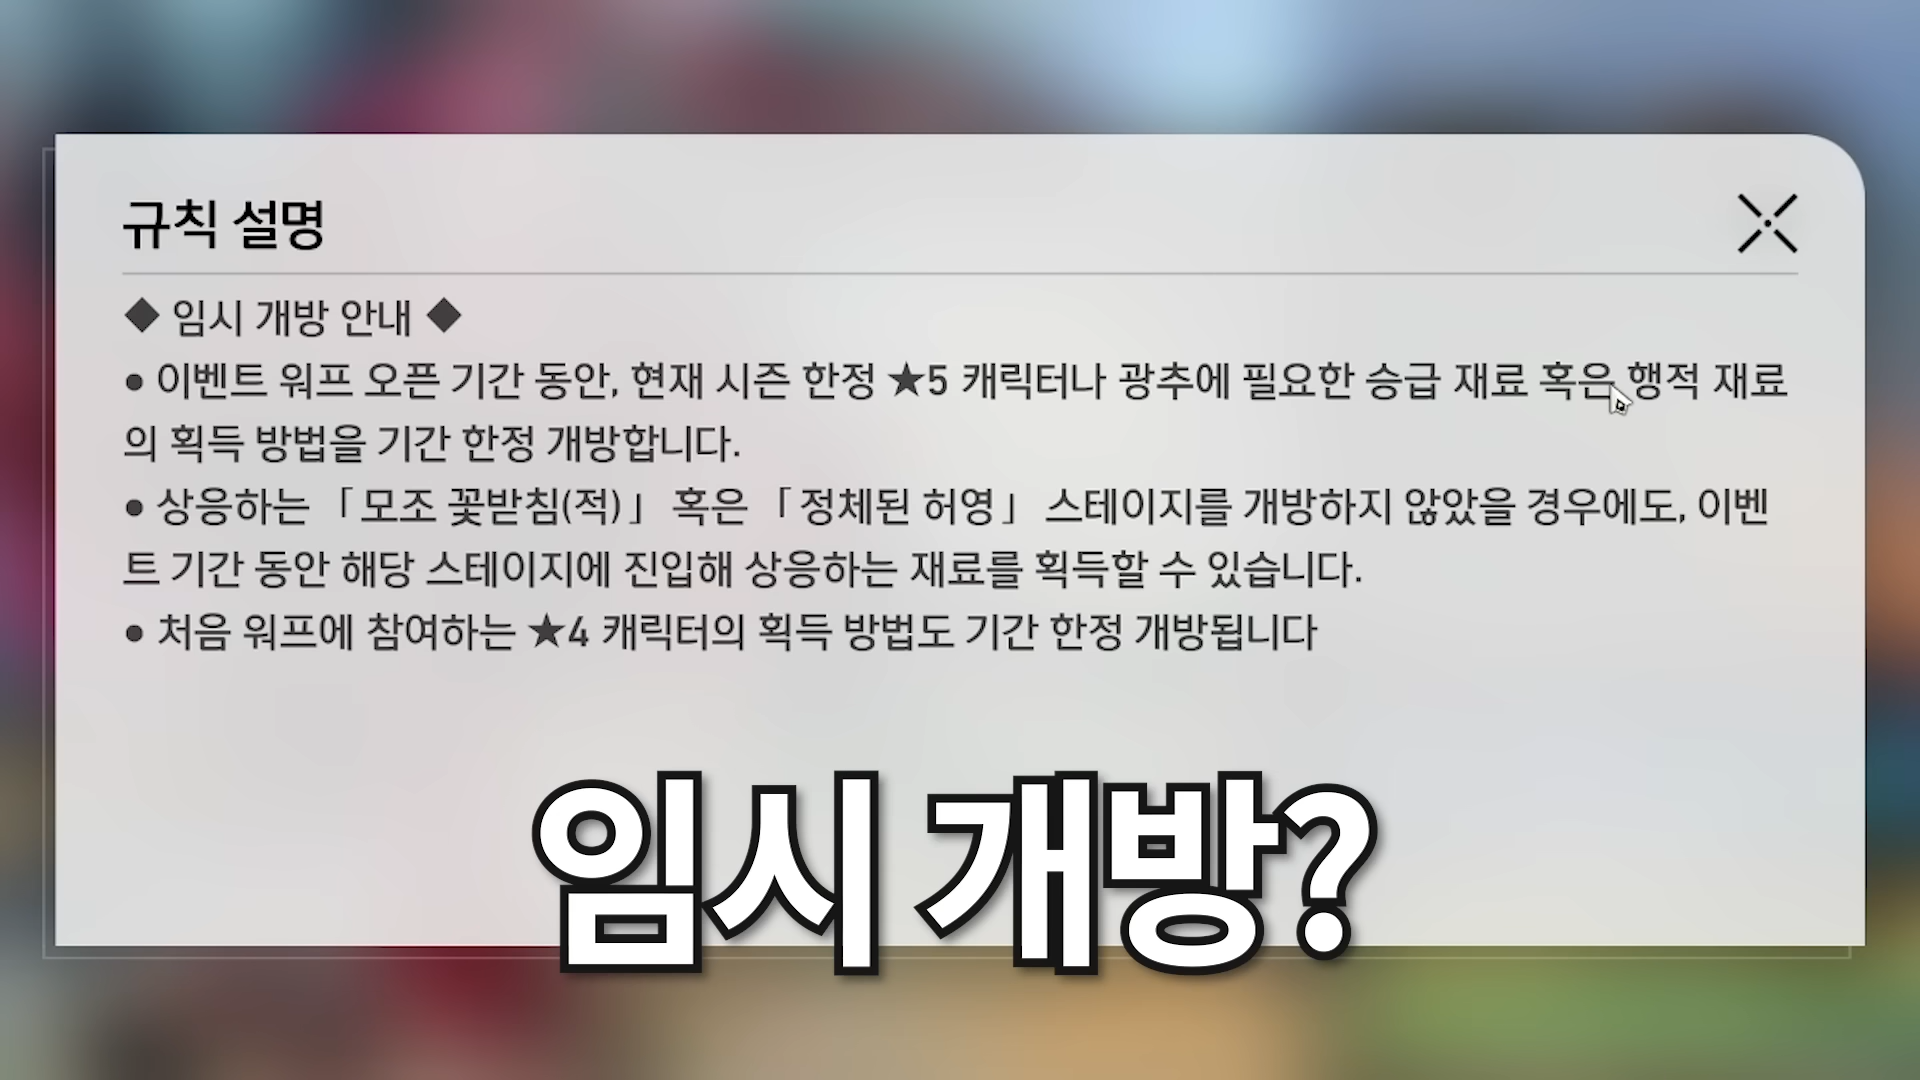 규칙 설명
◆ 임시 개방 안내 ◆
● 이벤트 워프 오픈 기간 동안, 현재 시즌 한정 ★5 캐릭터나 광추에 필요한 승급 재료 혹은 행적 재료
의 획득 방법을 기간 한정 개방합니다.
● 상응하는 「모조 꽃받침(적)」 혹은 「정체된 허영」 스테이지를 개방하지 않았을 경우에도, 이벤
트 기간 동안 해당 스테이지에 진입해 상응하는 재료를 획득할 수 있습니다.
● 처음 워프에 참여하는 ★4 캐릭터의 획득 방법도 기간 한정 개방됩니다
임시 개방?